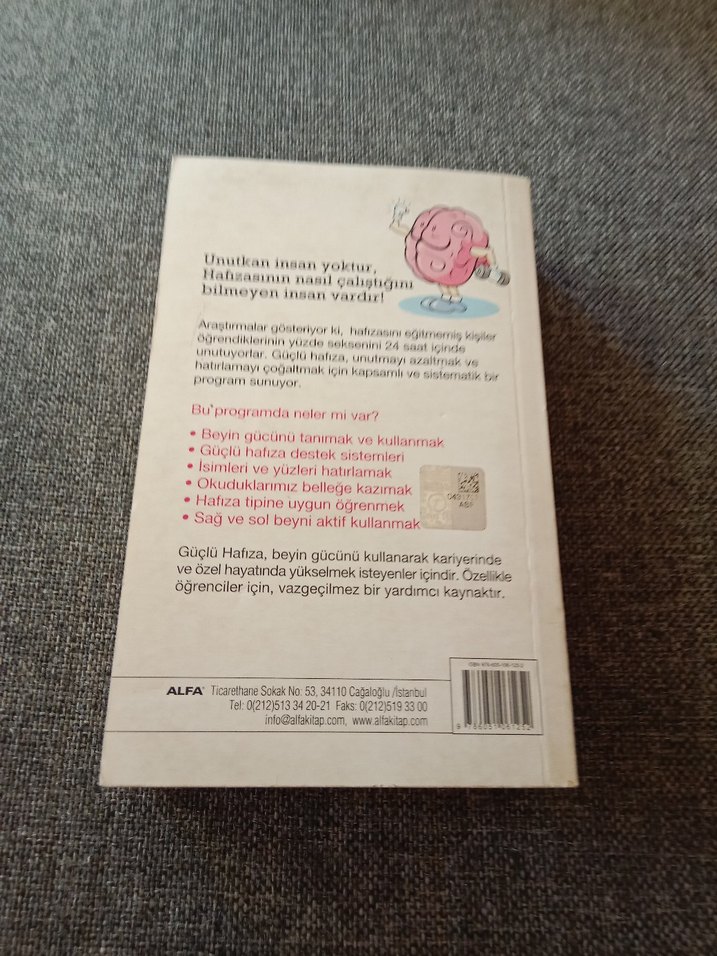 Unutkan insan yoktur,
Hafızasının nasıl çalıştığını
bilmeyen insan vardır!
Araştırmalar gösteriyor ki, hafızasını eğitmemiş kişiler
öğrendiklerinin yüzde seksenini 24 saat içinde
unutuyorlar. Güçlü hafıza, unutmayı azaltmak ve
hatırlamayı çoğaltmak için kapsamlı ve sistematik bir
program sunuyor.
Bu programda neler mi var?
• Beyin gücünü tanımak ve kullanmak
• Güçlü hafıza destek sistemleri
• İsimleri ve yüzleri hatırlamak
• Okuduklarımız belleğe kazımak
• Hafıza tipine uygun öğrenmek
• Sağ ve sol beyni aktif kullanmak
Güçlü Hafıza, beyin gücünü kullanarak kariyerinde
ve özel hayatında yükselmek isteyenler içindir. Özellikle
öğrenciler için, vazgeçilmez bir yardımcı kaynaktır.
ALFA Ticarethane Sokak No: 53, 34110 Cağaloğlu /İstanbul
Tel: 0(212)513 34 20-21 Faks: 0(212)519 33 00
info@alfakitap.com, www.alfakitap.com
9 786051 061252